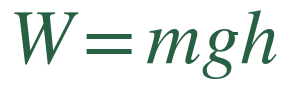 W = mgh